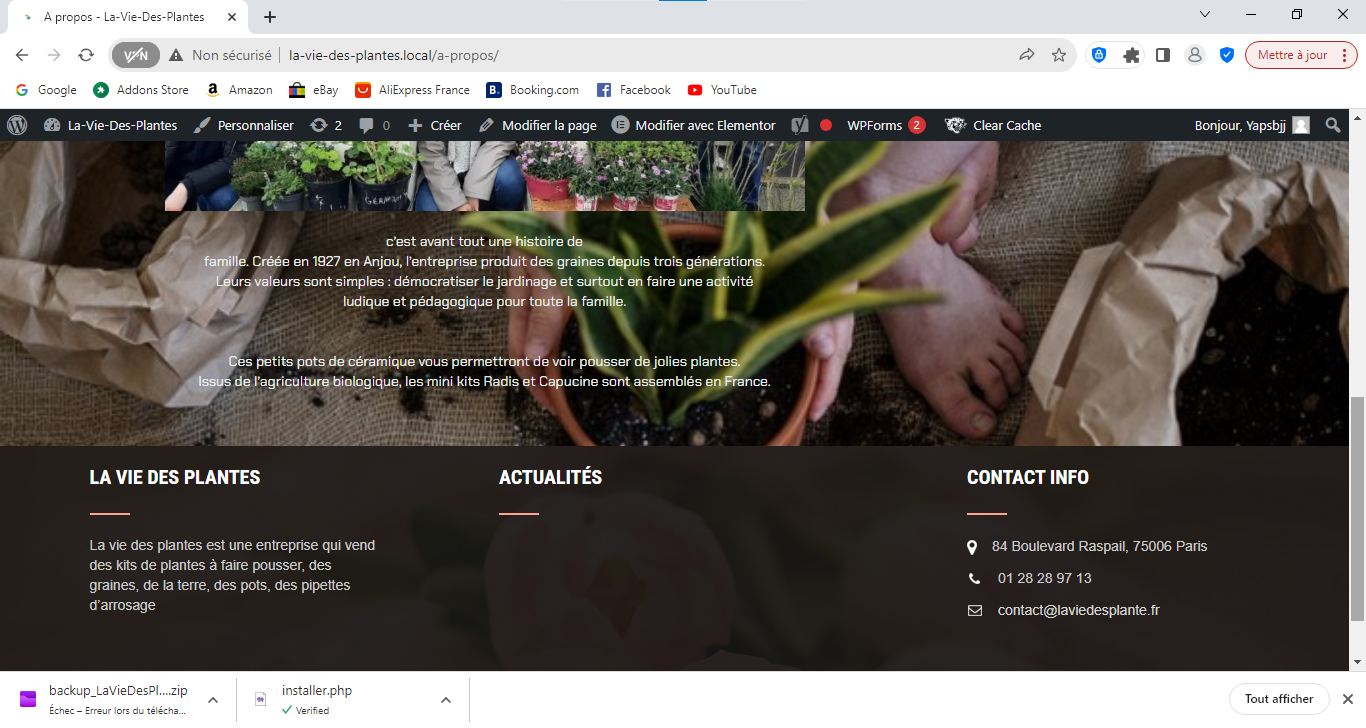 A propos - La-Vie-Des-Plantes
VPN Non sécurisé la-vie-des-plantes.local/a-propos/ Mettre à jour
Google Addons Store Amazon eBay AliExpress France Booking.com Facebook YouTube
La-Vie-Des-Plantes Personnaliser 2 0 Créer Modifier la page Modifier avec Elementor WPForms 2 Clear Cache Bonjour, Yapsbjj
c'est avant tout une histoire de
famille. Créée en 1927 en Anjou, l'entreprise produit des graines depuis trois générations.
Leurs valeurs sont simples : démocratiser le jardinage et surtout en faire une activité
ludique et pédagogique pour toute la famille.
Ces petits pots de céramique vous permettront de voir pousser de jolies plantes.
Issus de l'agriculture biologique, les mini kits Radis et Capucine sont assemblés en France.
LA VIE DES PLANTES
La vie des plantes est une entreprise qui vend
des kits de plantes à faire pousser, des
graines, de la terre, des pots, des pipettes
d'arrosage
ACTUALITÉS
CONTACT INFO
84 Boulevard Raspail, 75006 Paris
01 28 28 97 13
contact@laviedesplante.fr
backup_LaVieDesPl....zip
Échec – Erreur lors du télécha...
installer.php
Verified
Tout afficher